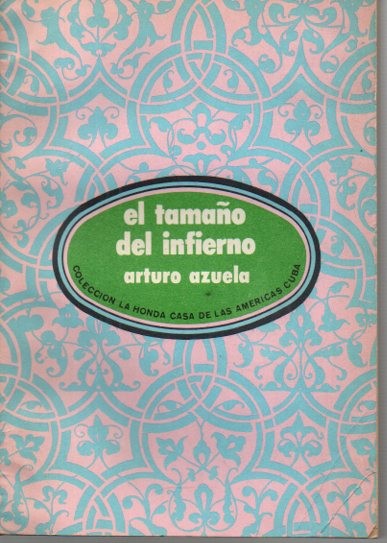 el tamaño
del infierno
arturo azuela
COLECCION LA HONDA CASA DE LAS AMERICAS. CUBA